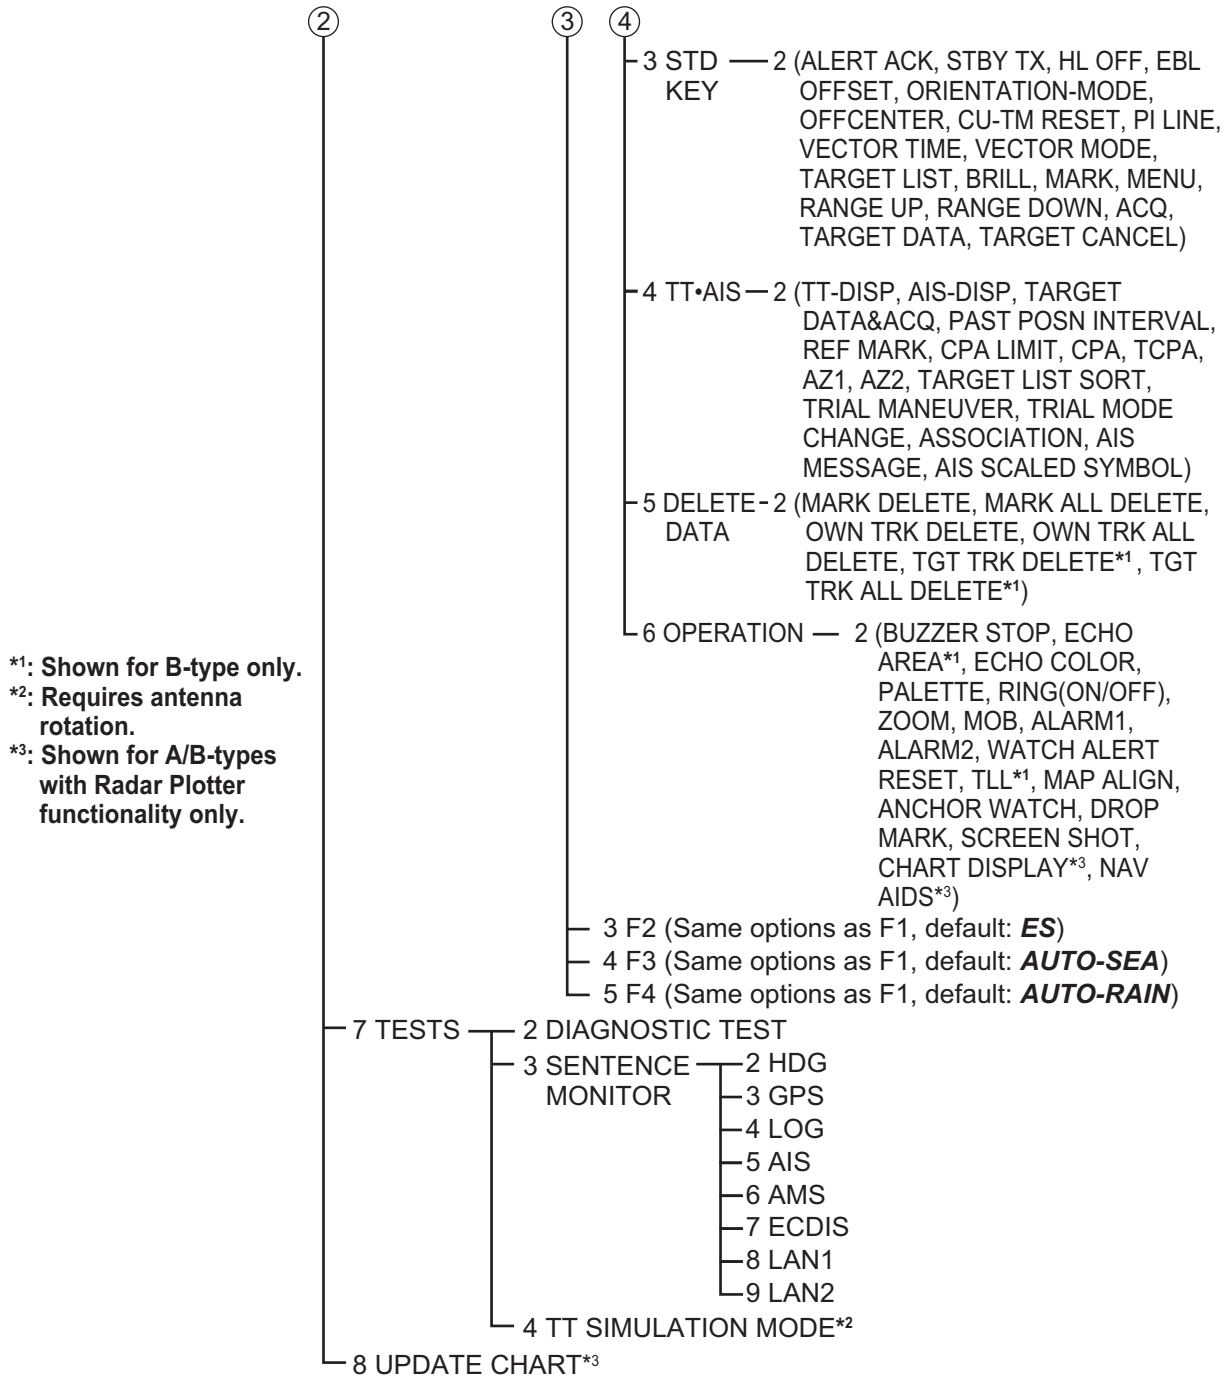 2 3 4
3 STD KEY 2 (ALERT ACK, STBY TX, HL OFF, EBL
OFFSET, ORIENTATION-MODE,
OFFCENTER, CU-TM RESET, PI LINE,
VECTOR TIME, VECTOR MODE,
TARGET LIST, BRILL, MARK, MENU,
RANGE UP, RANGE DOWN, ACQ,
TARGET DATA, TARGET CANCEL)
4 TT•AIS 2 (TT-DISP, AIS-DISP, TARGET
DATA&ACQ, PAST POSN INTERVAL,
REF MARK, CPA LIMIT, CPA, TCPA,
AZ1, AZ2, TARGET LIST SORT,
TRIAL MANEUVER, TRIAL MODE
CHANGE, ASSOCIATION, AIS
MESSAGE, AIS SCALED SYMBOL)
5 DELETE DATA 2 (MARK DELETE, MARK ALL DELETE,
OWN TRK DELETE, OWN TRK ALL
DELETE, TGT TRK DELETE*1 , TGT
TRK ALL DELETE*1)
6 OPERATION 2 (BUZZER STOP, ECHO
AREA*1, ECHO COLOR,
PALETTE, RING(ON/OFF),
ZOOM, MOB, ALARM1,
ALARM2, WATCH ALERT
RESET, TLL*1, MAP ALIGN,
ANCHOR WATCH, DROP
MARK, SCREEN SHOT,
CHART DISPLAY*3, NAV
AIDS*3)
*1: Shown for B-type only.
*2: Requires antenna
rotation.
*3: Shown for A/B-types
with Radar Plotter
functionality only.
3 F2 (Same options as F1, default: ES)
4 F3 (Same options as F1, default: AUTO-SEA)
5 F4 (Same options as F1, default: AUTO-RAIN)
7 TESTS 2 DIAGNOSTIC TEST
3 SENTENCE
MONITOR
2 HDG
3 GPS
4 LOG
5 AIS
6 AMS
7 ECDIS
8 LAN1
9 LAN2
4 TT SIMULATION MODE*2
8 UPDATE CHART*3